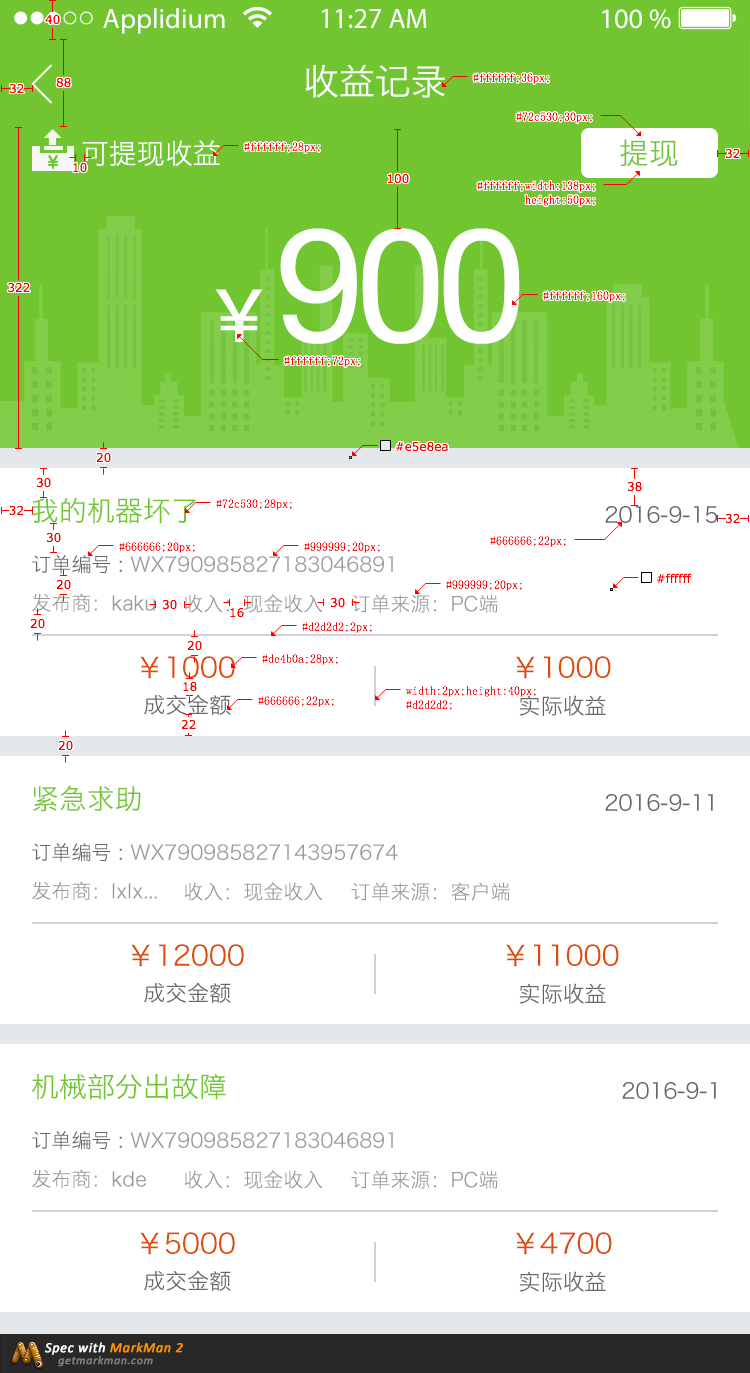 40 Applidium 11:27 AM 100 %
88
32 收益记录 #ffffff;36px;
#72c530;30px;
¥ 10 可提现收益 #ffffff;28px; 提现 32
100 #ffffff;width:138px;
height:50px;
322
¥900 #ffffff;160px;
#ffffff;72px;
#e5e8ea
20
30 38
32 我的机器坏了 #72c530;28px; 2016-9-15 32
30 #666666;20px; #999999;20px; #666666;22px;
订单编号 : WX790985827183046891
20 #999999;20px; #ffffff
发布商: kaku 30 收入: 16 现金收入 30 订单来源: PC端
20 #d2d2d2;2px;
20
¥1000 #de4b0a;28px; ¥1000
18
成交金额 #666666;22px; width:2px;height:40px; 实际收益
#d2d2d2;
22
20
紧急求助 2016-9-11
订单编号 : WX790985827143957674
发布商: lxlx... 收入: 现金收入 订单来源: 客户端
¥12000 ¥11000
成交金额 实际收益
机械部分出故障 2016-9-1
订单编号 : WX790985827183046891
发布商: kde 收入: 现金收入 订单来源: PC端
¥5000 ¥4700
成交金额 实际收益
Spec with MarkMan 2
getmarkman.com